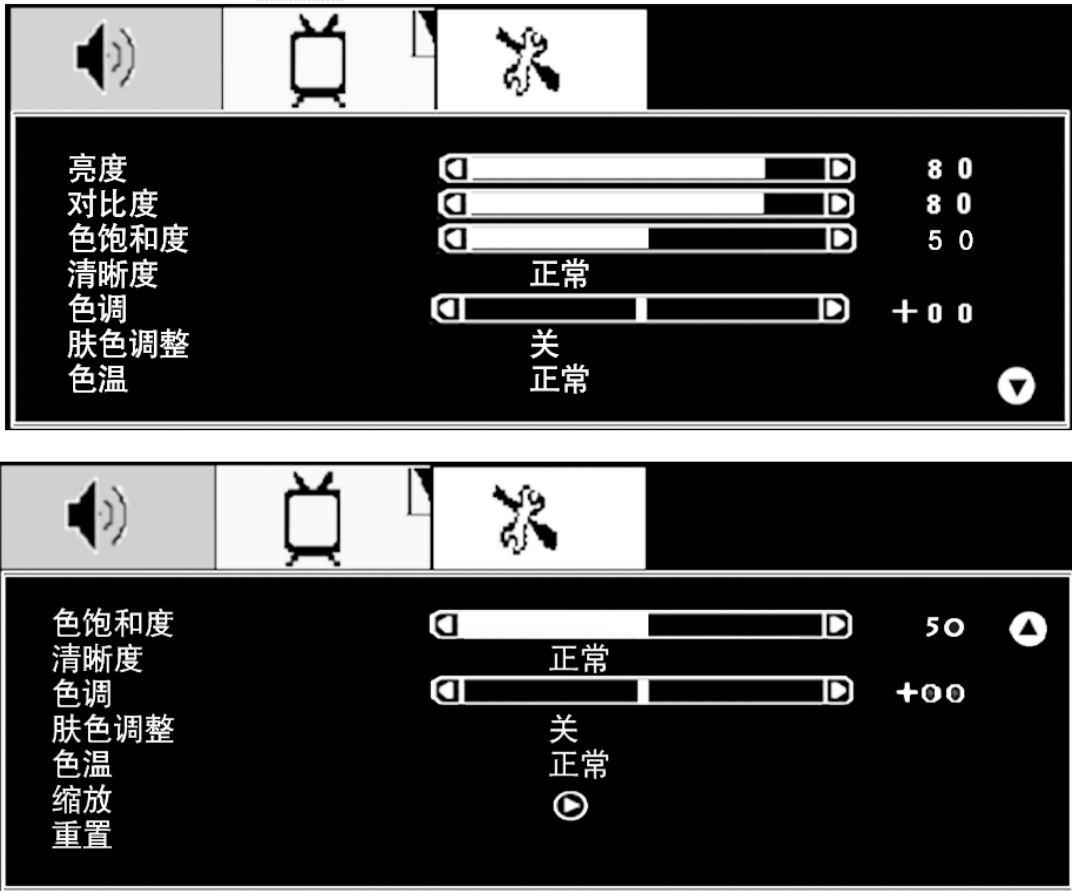 亮度 80
对比度 80
色饱和度 50
清晰度 正常
色调 +00
肤色调整 关
色温 正常
色饱和度 50
清晰度 正常
色调 +00
肤色调整 关
色温 正常
缩放
重置